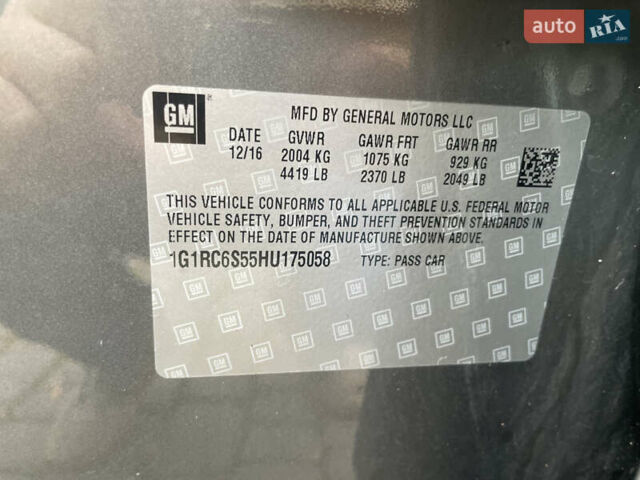 auto RIA.com
GM
MFD BY GENERAL MOTORS LLC
DATE GVWR GAWR FRT GAWR RR
12/16 2004 KG 1075 KG 929 KG
4419 LB 2370 LB 2049 LB
THIS VEHICLE CONFORMS TO ALL APPLICABLE U.S. FEDERAL MOTOR
VEHICLE SAFETY, BUMPER, AND THEFT PREVENTION STANDARDS IN
EFFECT ON THE DATE OF MANUFACTURE SHOWN ABOVE.
1G1RC6S55HU175058 TYPE: PASS CAR